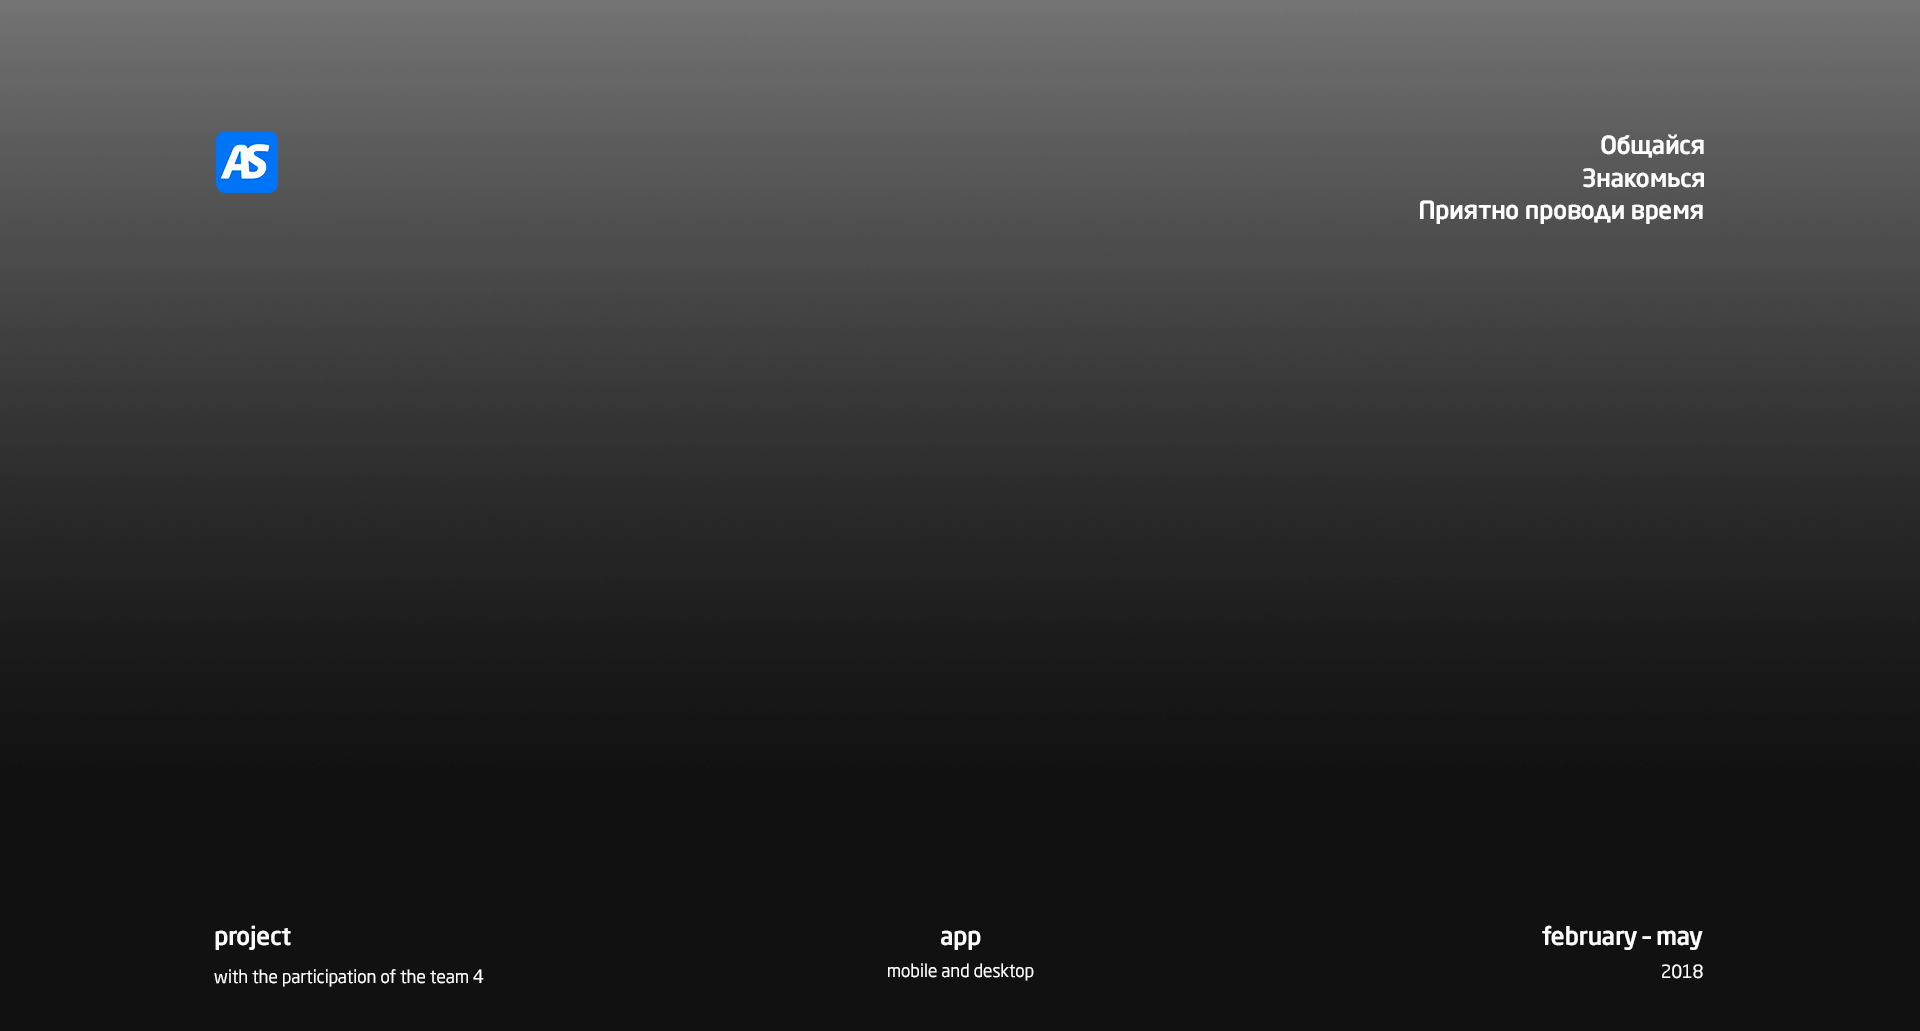 AS
Общайся
Знакомься
Приятно проводи время
project
with the participation of the team 4
app
mobile and desktop
february – may
2018